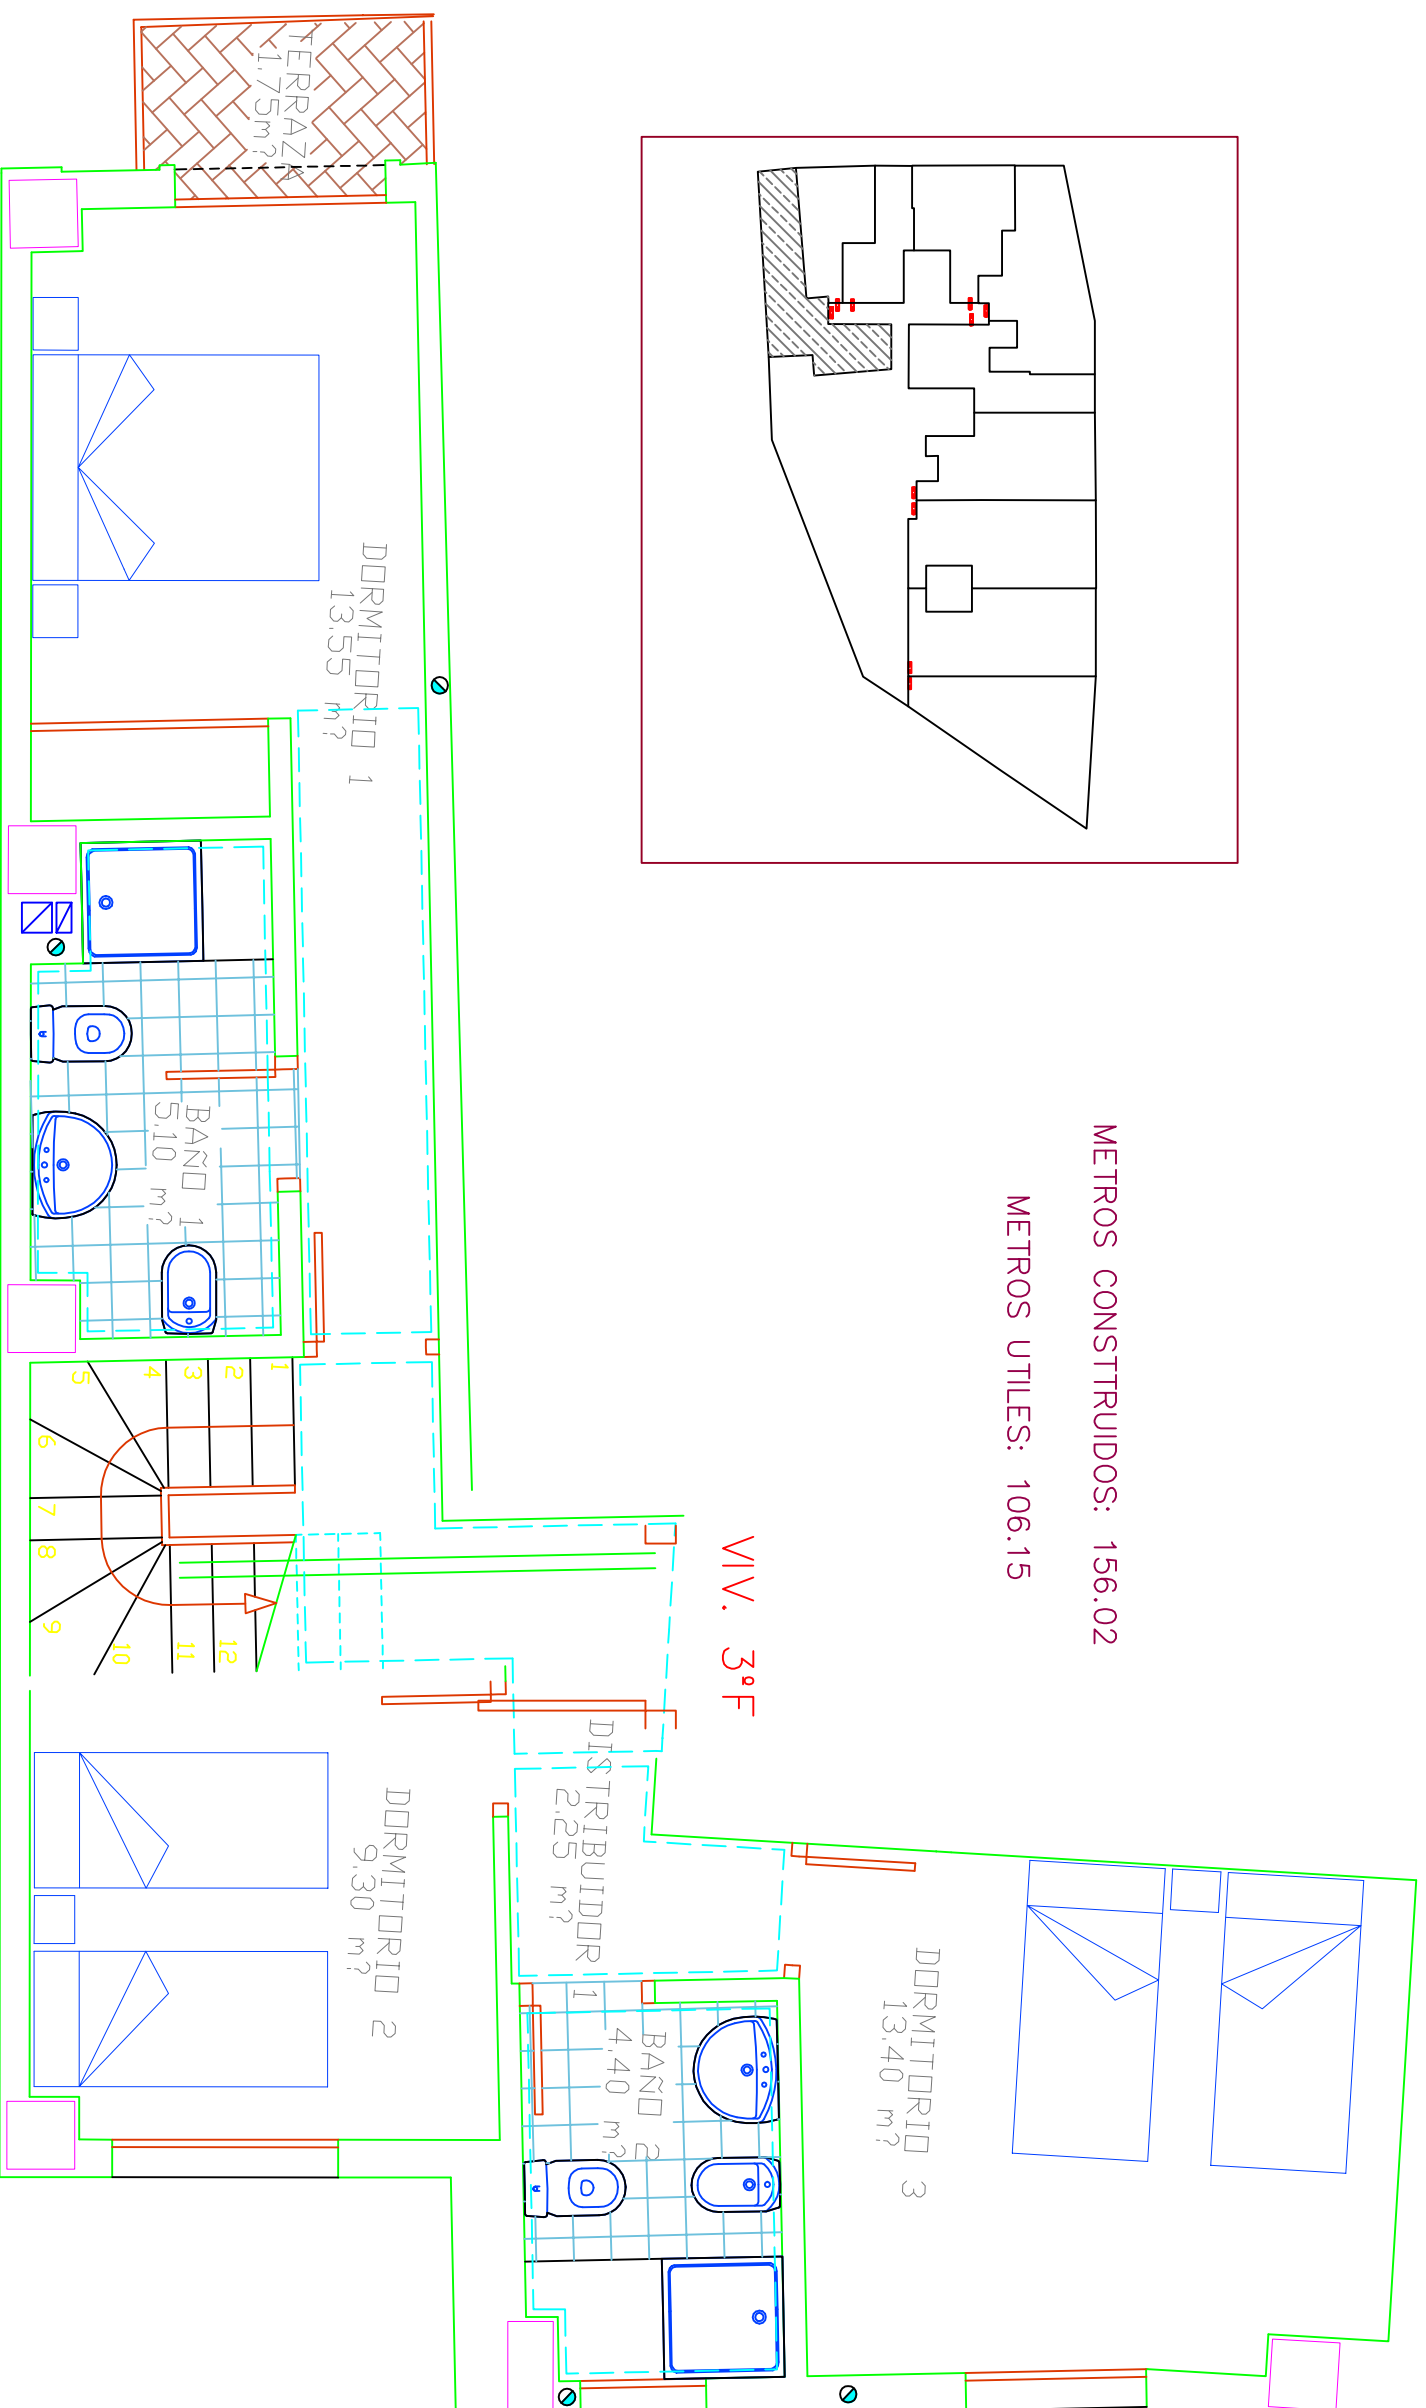 TERRAZA
1.75m?
DORMITORIO 1
13.55 m?
BAÑO 1
5.10 m?
METROS CONSTTRUIDOS: 156.02
METROS UTILES: 106.15
VIV. 3ºF
1
2
3
4
5
6
7
8
9
10
11
12
DISTRIBUIDOR 1
2.25 m?
DORMITORIO 2
9.30 m?
BAÑO 2
4.40 m?
DORMITORIO 3
13.40 m?